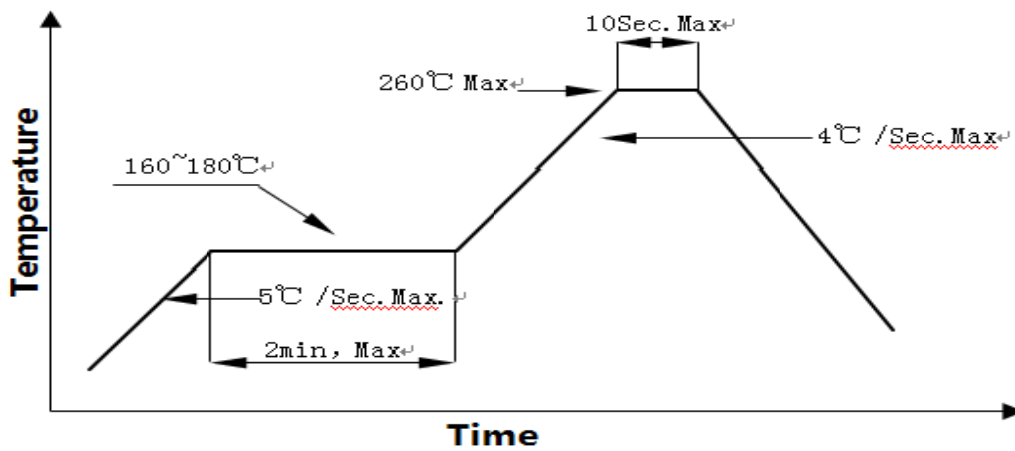 10Sec.Max↵
260℃ Max↵
4℃ /Sec.Max↵
160~180℃↵
Temperature
5℃ /Sec.Max.↵
2min, Max↵
Time